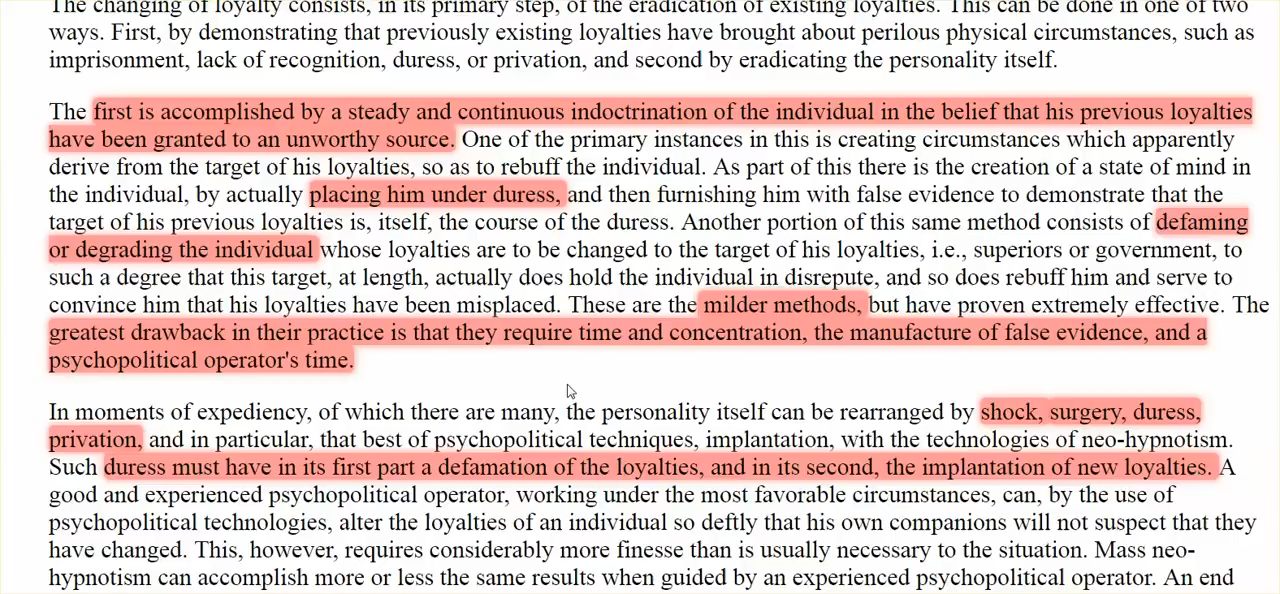 The changing of loyalty consists, in its primary step, of the eradication of existing loyalties. This can be done in one of two
ways. First, by demonstrating that previously existing loyalties have brought about perilous physical circumstances, such as
imprisonment, lack of recognition, duress, or privation, and second by eradicating the personality itself.
The first is accomplished by a steady and continuous indoctrination of the individual in the belief that his previous loyalties
have been granted to an unworthy source. One of the primary instances in this is creating circumstances which apparently
derive from the target of his loyalties, so as to rebuff the individual. As part of this there is the creation of a state of mind in
the individual, by actually placing him under duress, and then furnishing him with false evidence to demonstrate that the
target of his previous loyalties is, itself, the course of the duress. Another portion of this same method consists of defaming
or degrading the individual whose loyalties are to be changed to the target of his loyalties, i.e., superiors or government, to
such a degree that this target, at length, actually does hold the individual in disrepute, and so does rebuff him and serve to
convince him that his loyalties have been misplaced. These are the milder methods, but have proven extremely effective. The
greatest drawback in their practice is that they require time and concentration, the manufacture of false evidence, and a
psychopolitical operator's time.
In moments of expediency, of which there are many, the personality itself can be rearranged by shock, surgery, duress,
privation, and in particular, that best of psychopolitical techniques, implantation, with the technologies of neo-hypnotism.
Such duress must have in its first part a defamation of the loyalties, and in its second, the implantation of new loyalties. A
good and experienced psychopolitical operator, working under the most favorable circumstances, can, by the use of
psychopolitical technologies, alter the loyalties of an individual so deftly that his own companions will not suspect that they
have changed. This, however, requires considerably more finesse than is usually necessary to the situation. Mass neo-
hypnotism can accomplish more or less the same results when guided by an experienced psychopolitical operator. An end